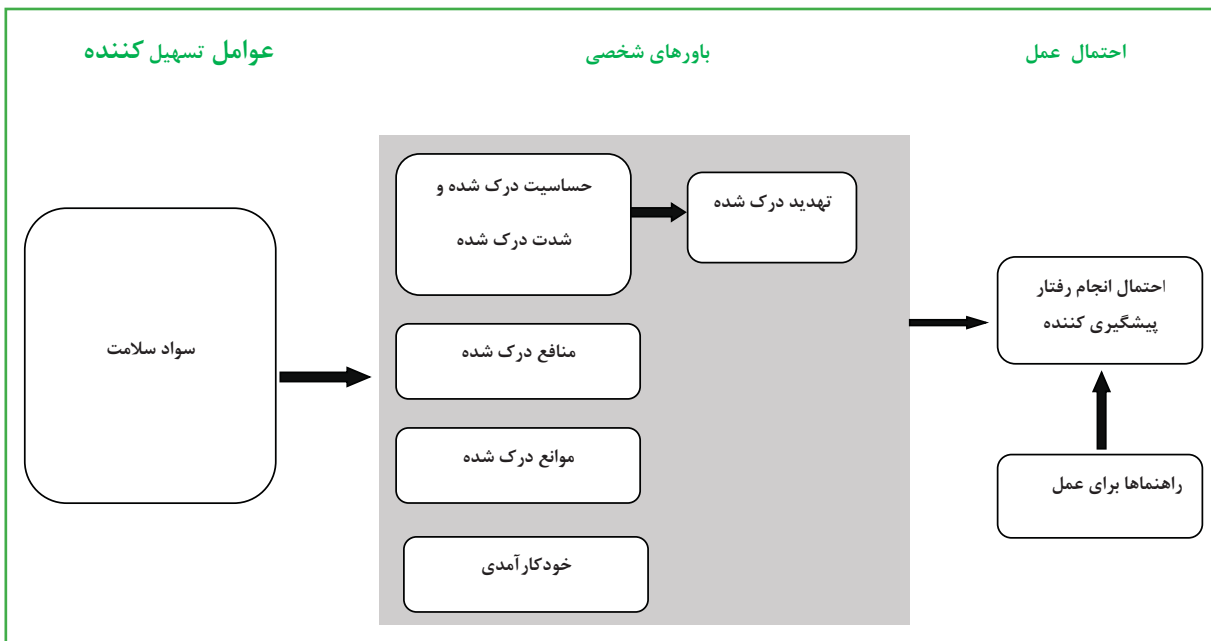 عوامل تسهیل کننده
باورهای شخصی
احتمال عمل
سواد سلامت
حساسیت درک شده و
شدت درک شده
تهدید درک شده
منافع درک شده
موانع درک شده
خودکارآمدی
احتمال انجام رفتار
پیشگیری کننده
راهنماها برای عمل